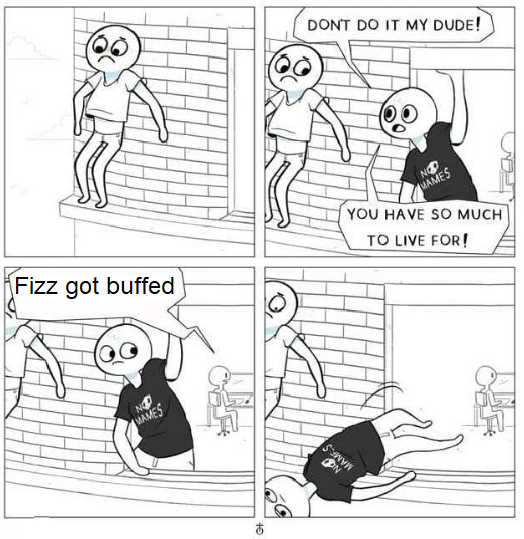 DON'T DO IT MY DUDE!
NO
NAMES
YOU HAVE SO MUCH
TO LIVE FOR!
Fizz got buffed
NO
NAMES
NO
NAMES